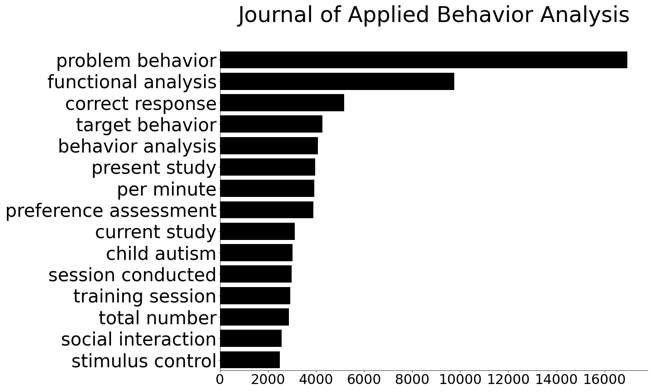 Journal of Applied Behavior Analysis
problem behavior
functional analysis
correct response
target behavior
behavior analysis
present study
per minute
preference assessment
current study
child autism
session conducted
training session
total number
social interaction
stimulus control
0 2000 4000 6000 8000 10000 12000 14000 16000